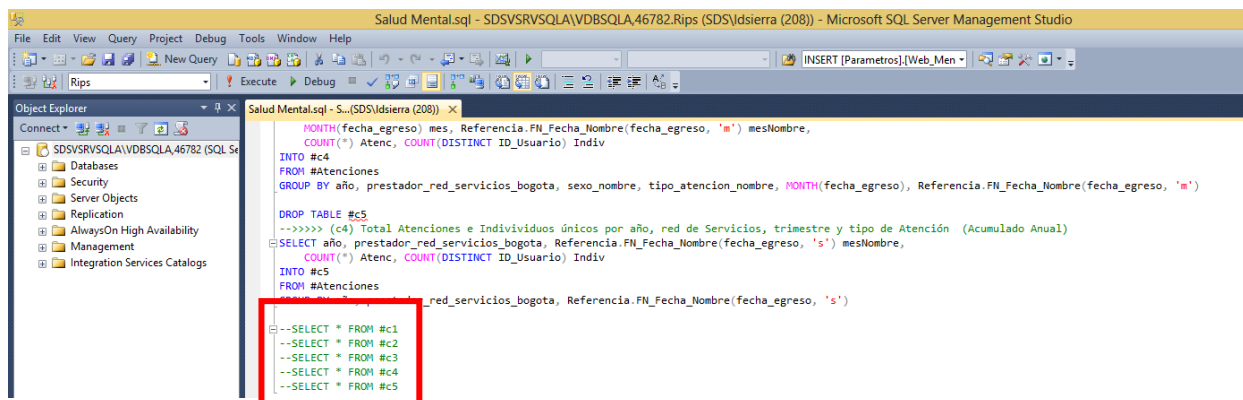 Salud Mental.sql - SDSVSRVSQLA\VDBSQLA,46782.Rips (SDS\ldsierra (208)) - Microsoft SQL Server Management Studio
File Edit View Query Project Debug Tools Window Help
New Query
INSERT [Parametros].[Web_Men
Rips
Execute
Debug
Object Explorer
Connect
SDSVSRVSQLA\VDBSQLA,46782 (SQL Se
Databases
Security
Server Objects
Replication
AlwaysOn High Availability
Management
Integration Services Catalogs
Salud Mental.sql - S...(SDS\ldsierra (208))
MONTH(fecha_egreso) mes, Referencia.FN_Fecha_Nombre(fecha_egreso, 'm') mesNombre,
COUNT(*) Atenc, COUNT(DISTINCT ID_Usuario) Indiv
INTO #c4
FROM #Atenciones
GROUP BY año, prestador_red_servicios_bogota, sexo_nombre, tipo_atencion_nombre, MONTH(fecha_egreso), Referencia.FN_Fecha_Nombre(fecha_egreso, 'm')
DROP TABLE #c5
-->>>>> (c4) Total Atenciones e Indivividuos únicos por año, red de Servicios, trimestre y tipo de Atención (Acumulado Anual)
SELECT año, prestador_red_servicios_bogota, Referencia.FN_Fecha_Nombre(fecha_egreso, 's') mesNombre,
COUNT(*) Atenc, COUNT(DISTINCT ID_Usuario) Indiv
INTO #c5
FROM #Atenciones
red_servicios_bogota, Referencia.FN_Fecha_Nombre(fecha_egreso, 's')
--SELECT * FROM #c1
--SELECT * FROM #c2
--SELECT * FROM #c3
--SELECT * FROM #c4
--SELECT * FROM #c5